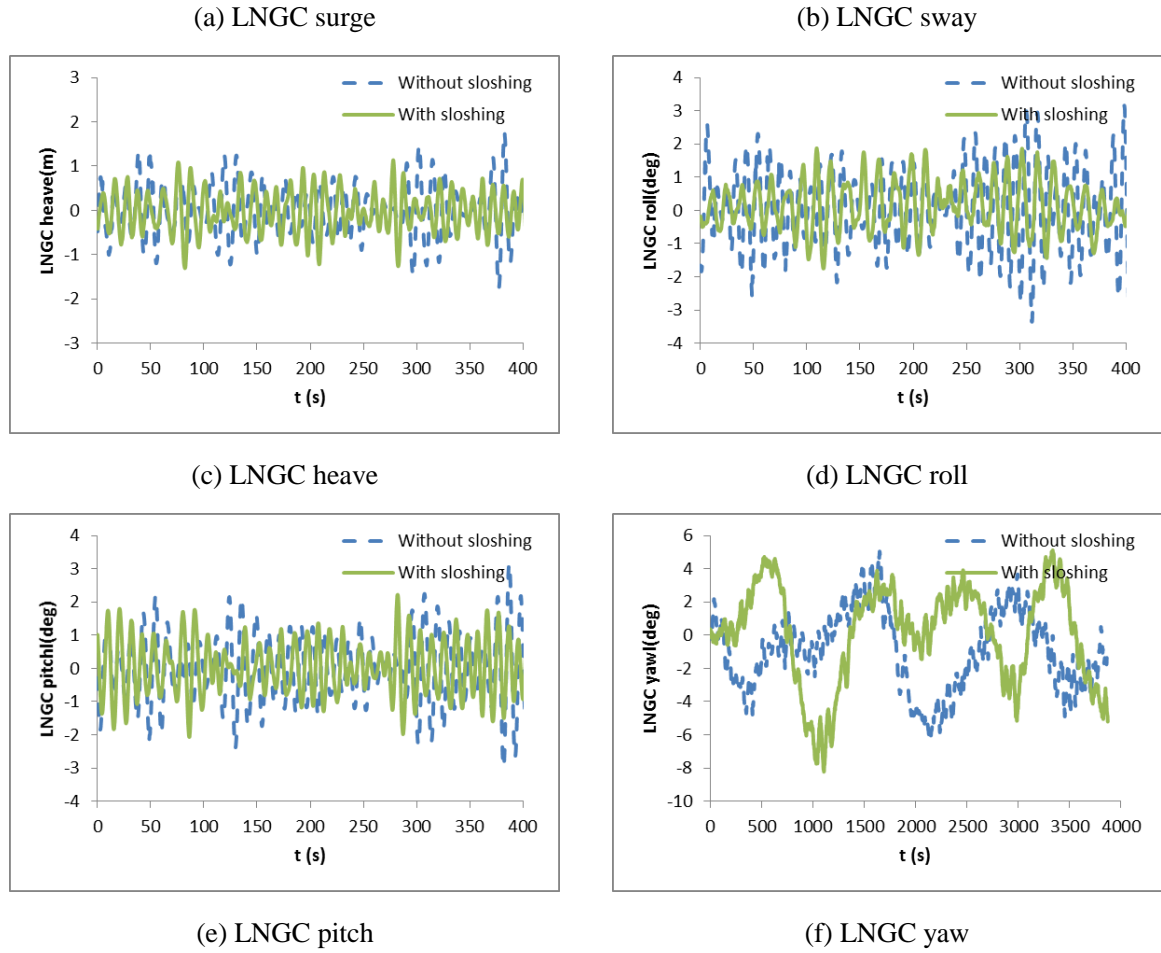 (a) LNGC surge
(b) LNGC sway
Without sloshing
With sloshing
LNGC heave(m)
3
2
1
0
-1
-2
-3
0 50 100 150 200 250 300 350 400
t (s)
Without sloshing
With sloshing
LNGC roll(deg)
4
3
2
1
0
-1
-2
-3
-4
0 50 100 150 200 250 300 350 400
t (s)
(c) LNGC heave
(d) LNGC roll
Without sloshing
With sloshing
LNGC pitchl(deg)
4
3
2
1
0
-1
-2
-3
-4
0 50 100 150 200 250 300 350 400
t (s)
Without sloshing
With sloshing
LNGC yawl(deg)
6
4
2
0
-2
-4
-6
-8
-10
0 500 1000 1500 2000 2500 3000 3500 4000
t (s)
(e) LNGC pitch
(f) LNGC yaw